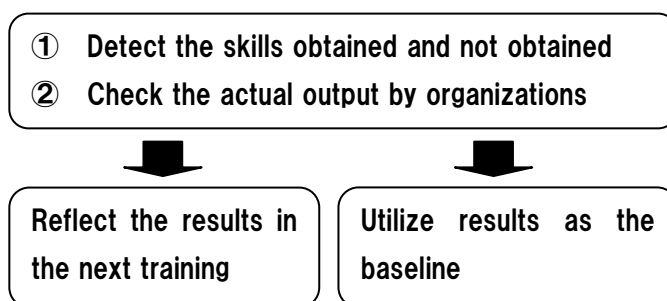 ① Detect the skills obtained and not obtained
② Check the actual output by organizations
Reflect the results in
the next training
Utilize results as the
baseline